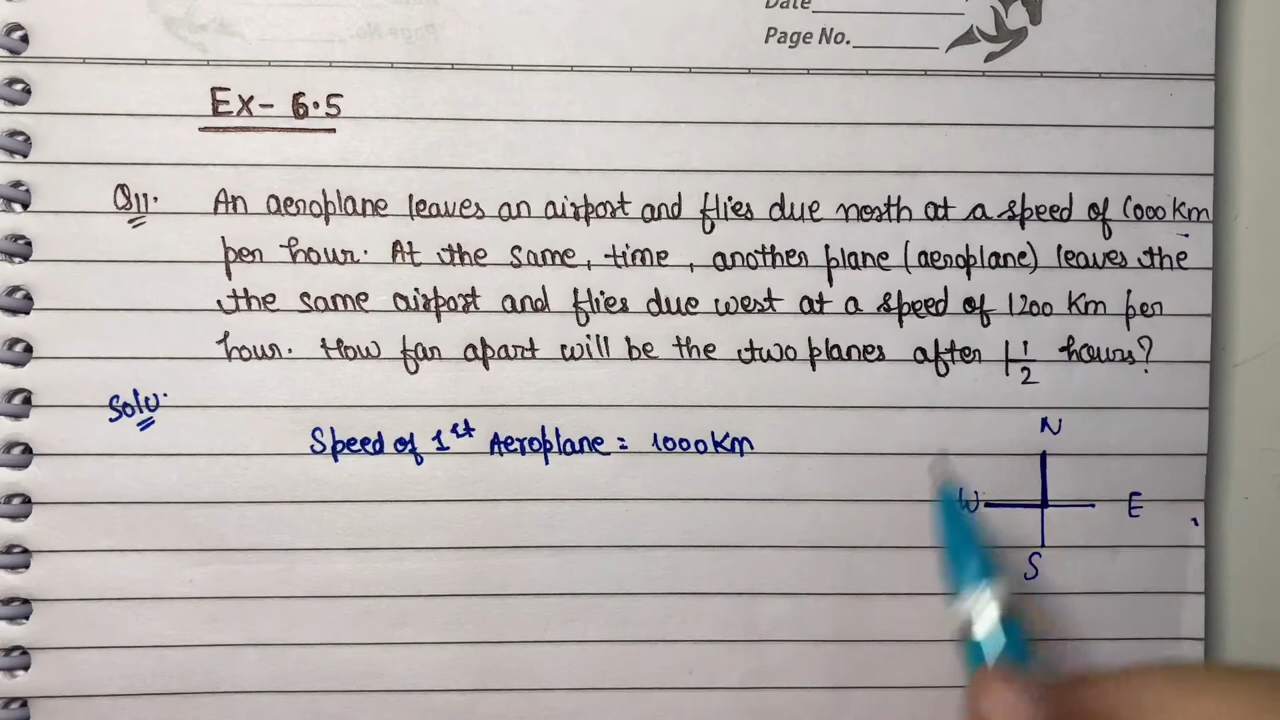 Date
Page No.
Ex- 6.5
Q11. An aeroplane leaves an airport and flies due north at a speed of 1000 Km
per hour. At the same, time, another plane (aeroplane) leaves the
the same airport and flies due west at a speed of 1200 Km per
hour. How far apart will be the two planes after 1 1/2 hours?
Solu.
Speed of 1st Aeroplane = 1000 Km
N
W E
S